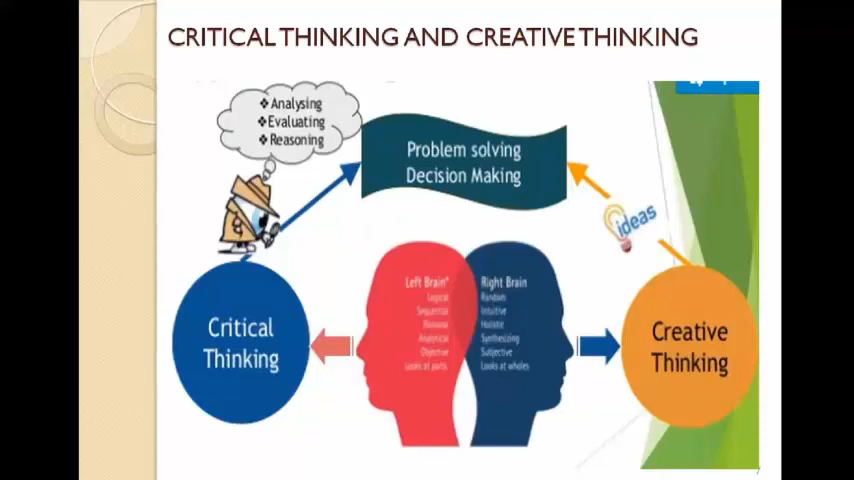 CRITICAL THINKING AND CREATIVE THINKING
❖Analysing
❖Evaluating
❖Reasoning
Problem solving
Decision Making
ideas
Left Brain*
Logical
Sequential
Rational
Analytical
Objective
Looks at parts
Right Brain
Random
Intuitive
Holistic
Synthesizing
Subjective
Looks at wholes
Critical
Thinking
Creative
Thinking
7